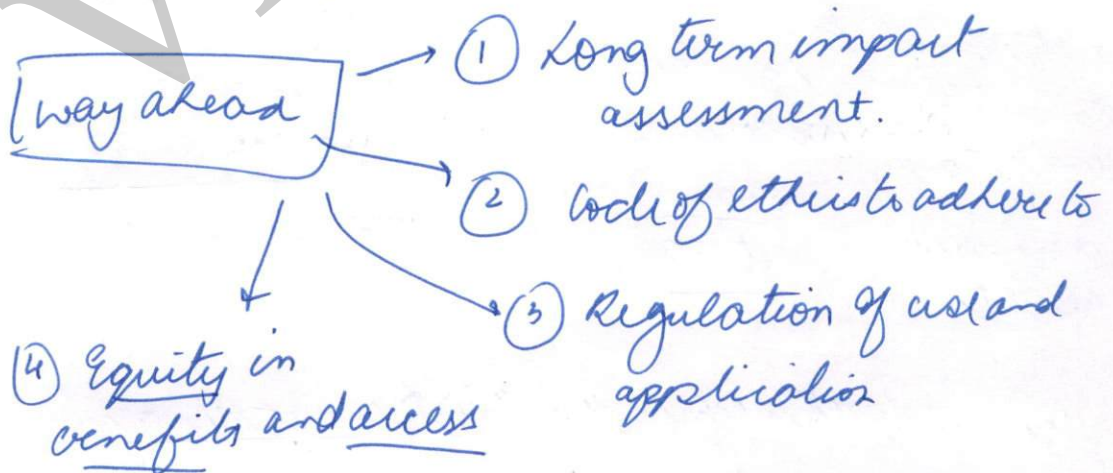 way ahead
① Long term impact
assessment.
② Code of ethics to adhere to
③ Regulation of use and
application
④ Equity in
benefits and access